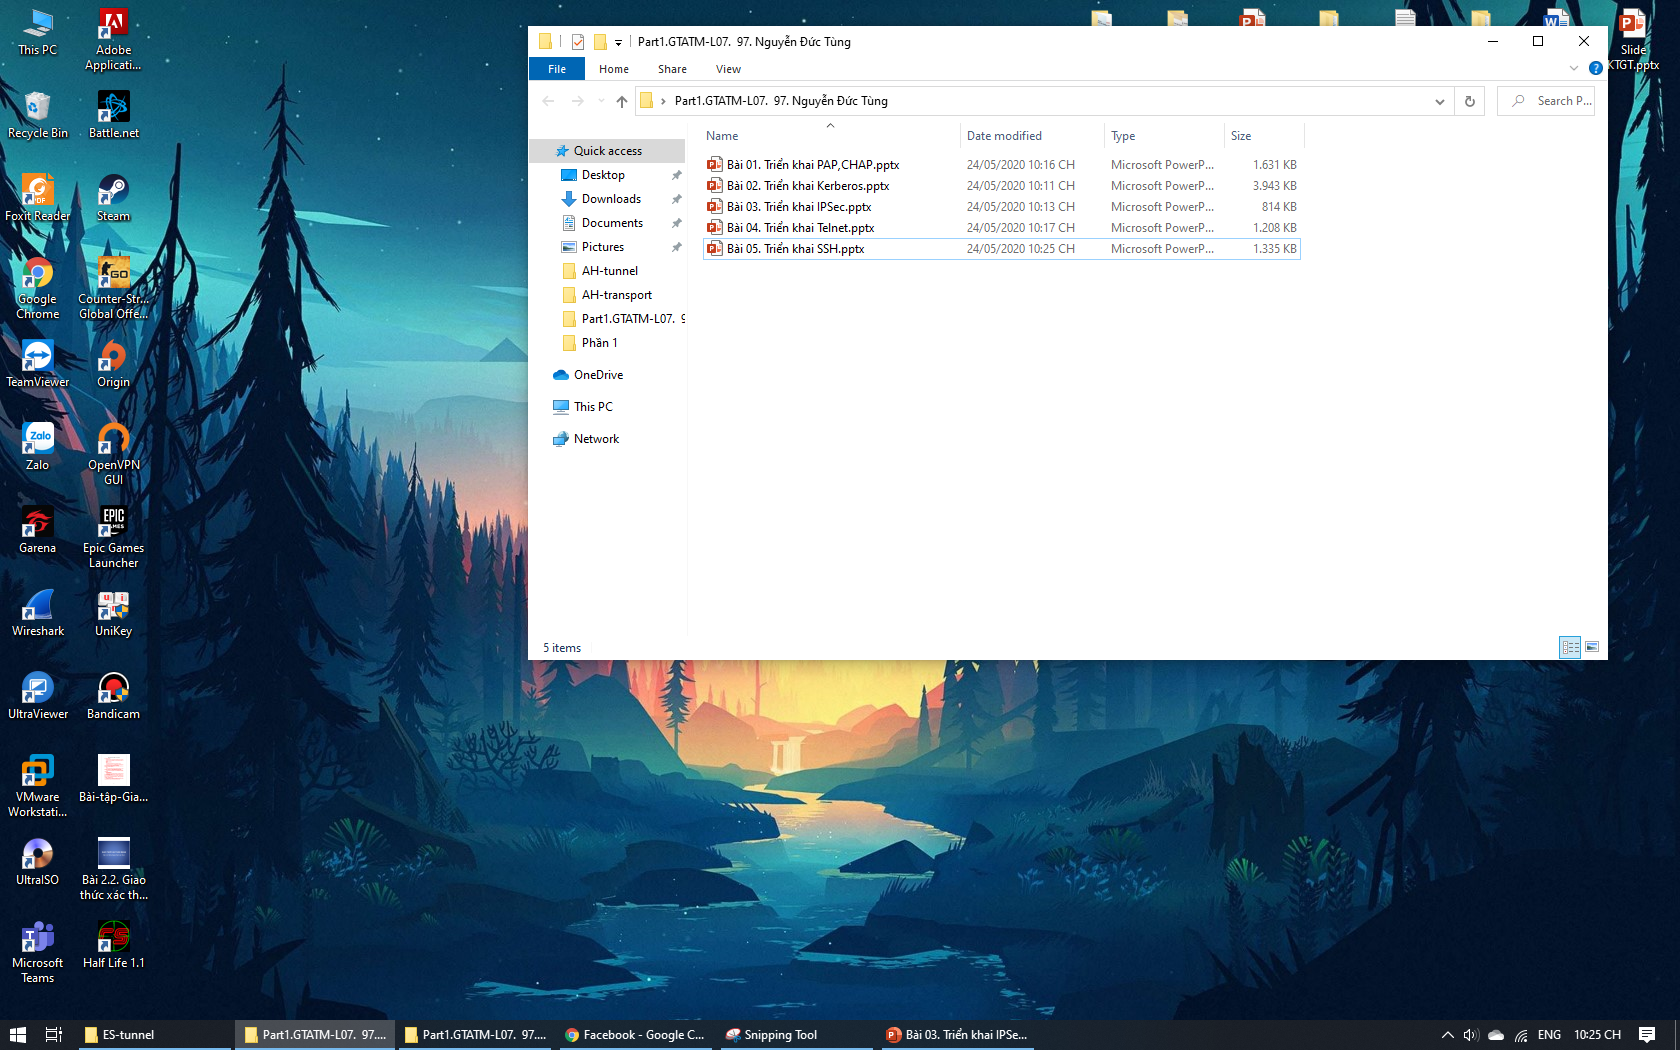 This PC
Adobe
Applicati...
Recycle Bin
Battle.net
Foxit Reader
Steam
Google
Chrome
Counter-Str...
Global Offe...
TeamViewer
Origin
Zalo
Zalo
OpenVPN
GUI
Garena
EPIC
GAMES
Epic Games
Launcher
Wireshark
UniKey
UltraViewer
Bandicam
VMware
Workstati...
Bài-tập-Gia...
UltraISO
Bài 2.2. Giao
thức xác th...
Microsoft
Teams
Half Life 1.1
Slide
KTGT.pptx
Part1.GTATM-L07.  97. Nguyễn Đức Tùng
File
Home
Share
View
Part1.GTATM-L07.  97. Nguyễn Đức Tùng
Search P...
Name
Date modified
Type
Size
Bài 01. Triển khai PAP,CHAP.pptx 24/05/2020 10:16 CH Microsoft PowerP... 1.631 KB
Bài 02. Triển khai Kerberos.pptx 24/05/2020 10:11 CH Microsoft PowerP... 3.943 KB
Bài 03. Triển khai IPSec.pptx 24/05/2020 10:13 CH Microsoft PowerP... 814 KB
Bài 04. Triển khai Telnet.pptx 24/05/2020 10:17 CH Microsoft PowerP... 1.208 KB
Bài 05. Triển khai SSH.pptx 24/05/2020 10:25 CH Microsoft PowerP... 1.335 KB
Quick access
Desktop
Downloads
Documents
Pictures
AH-tunnel
AH-transport
Part1.GTATM-L07.  9
Phần 1
OneDrive
This PC
Network
5 items
ES-tunnel
Part1.GTATM-L07.  97....
Part1.GTATM-L07.  97....
Facebook - Google C...
Snipping Tool
Bài 03. Triển khai IPSe...
ENG
10:25 CH